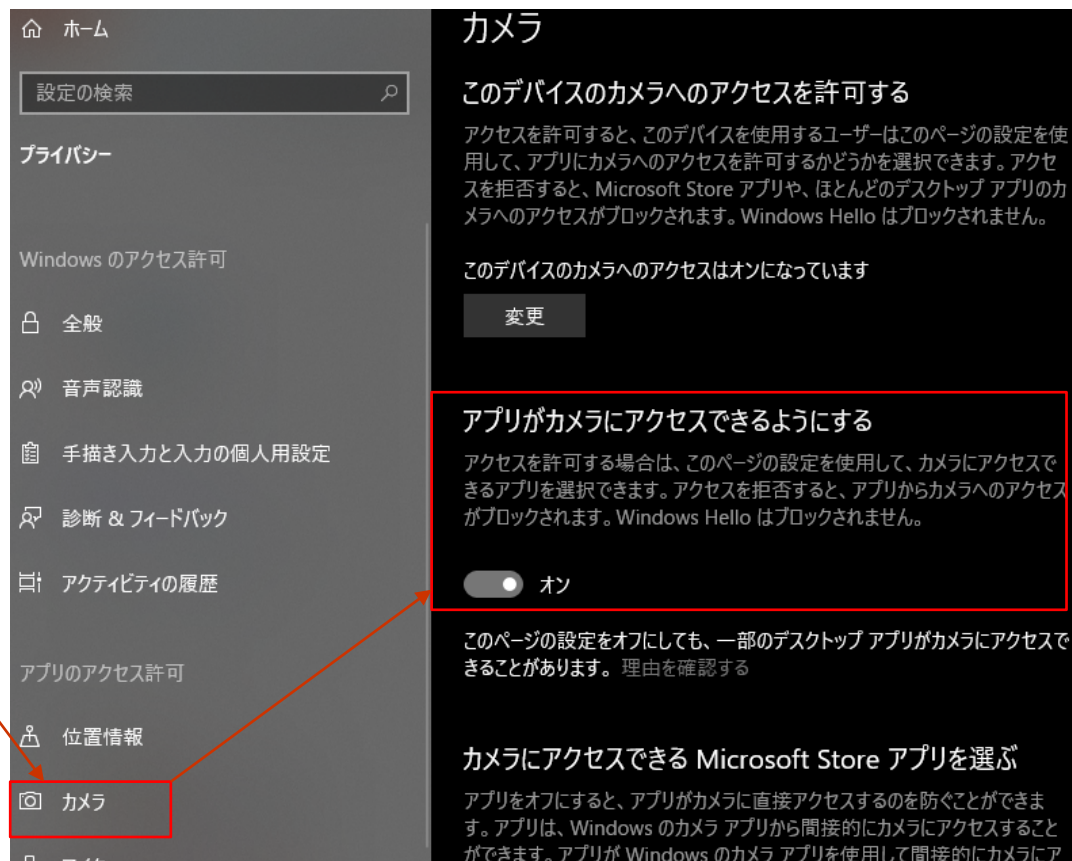 ホーム
設定の検索
プライバシー
Windows のアクセス許可
全般
音声認識
手描き入力と入力の個人用設定
診断 & フィードバック
アクティビティの履歴
アプリのアクセス許可
位置情報
カメラ
カメラ
このデバイスのカメラへのアクセスを許可する
アクセスを許可すると、このデバイスを使用するユーザーはこのページの設定を使
用して、アプリにカメラへのアクセスを許可するかどうかを選択できます。アクセ
スを拒否すると、Microsoft Store アプリや、ほとんどのデスクトップ アプリのカ
メラへのアクセスがブロックされます。Windows Hello はブロックされません。
このデバイスのカメラへのアクセスはオンになっています
変更
アプリがカメラにアクセスできるようにする
アクセスを許可する場合は、このページの設定を使用して、カメラにアクセスで
きるアプリを選択できます。アクセスを拒否すると、アプリからカメラへのアクセス
がブロックされます。Windows Hello はブロックされません。
オン
このページの設定をオフにしても、一部のデスクトップ アプリがカメラにアクセスで
きることがあります。 理由を確認する
カメラにアクセスできる Microsoft Store アプリを選ぶ
アプリをオフにすると、アプリがカメラに直接アクセスするのを防ぐことができま
す。アプリは、Windows のカメラ アプリから間接的にカメラにアクセスすること
ができます。アプリが Windows のカメラ アプリを使用して間接的にカメラにア